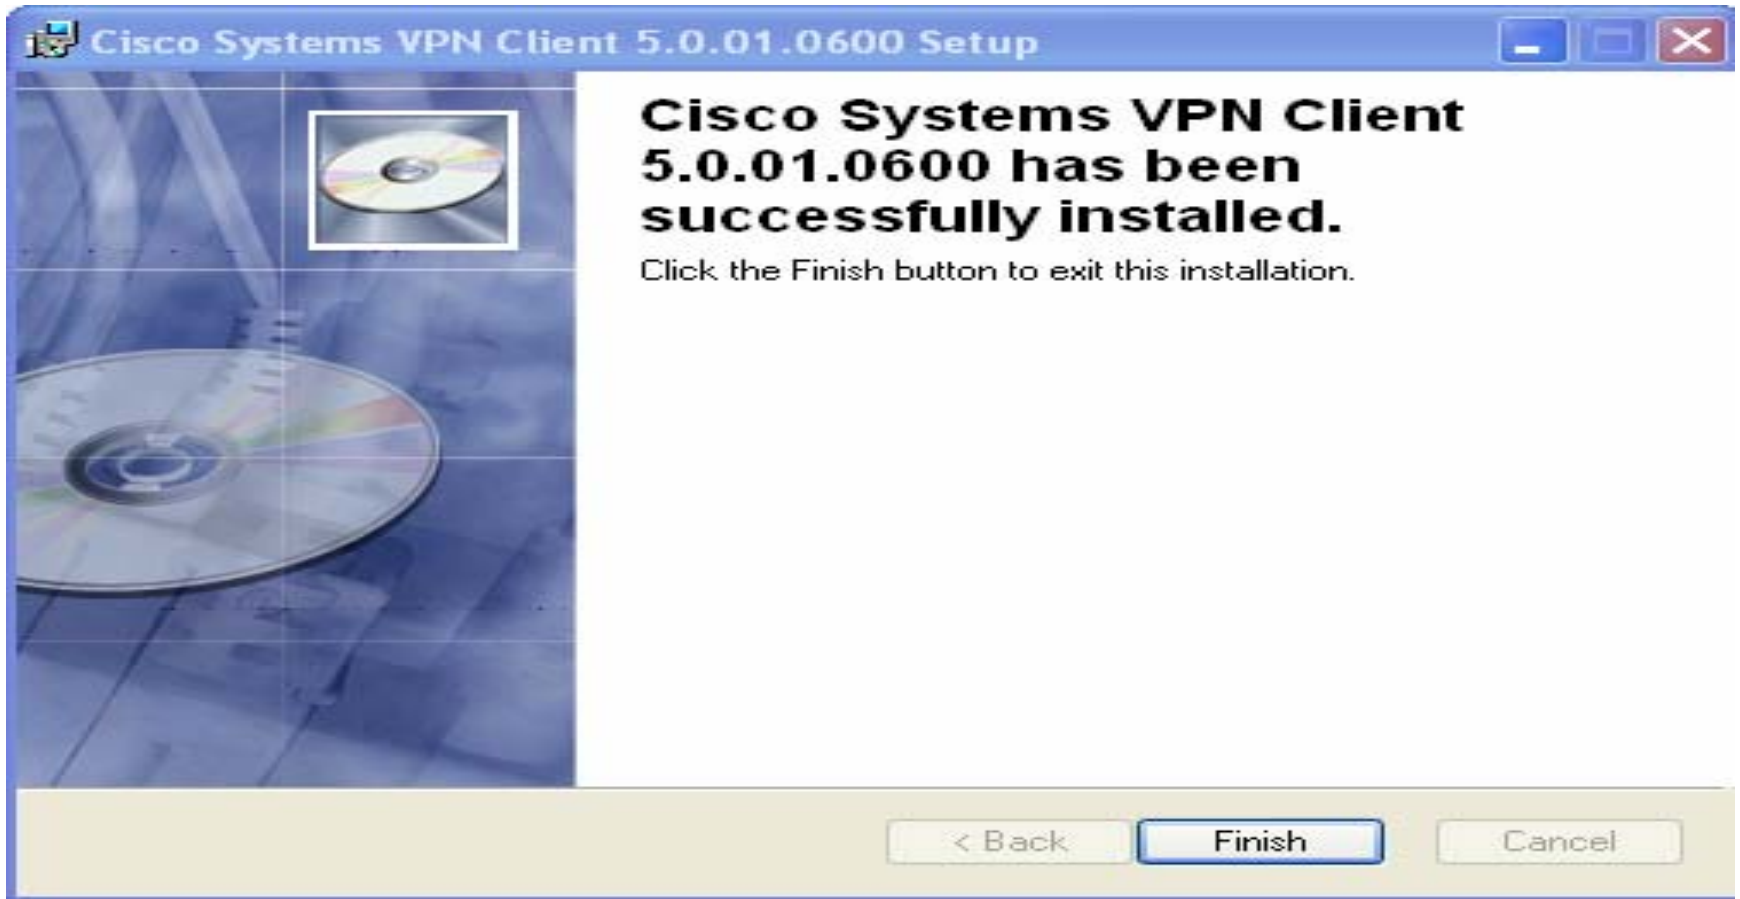 Cisco Systems VPN Client 5.0.01.0600 Setup
Cisco Systems VPN Client
5.0.01.0600 has been
successfully installed.
Click the Finish button to exit this installation.
< Back
Finish
Cancel